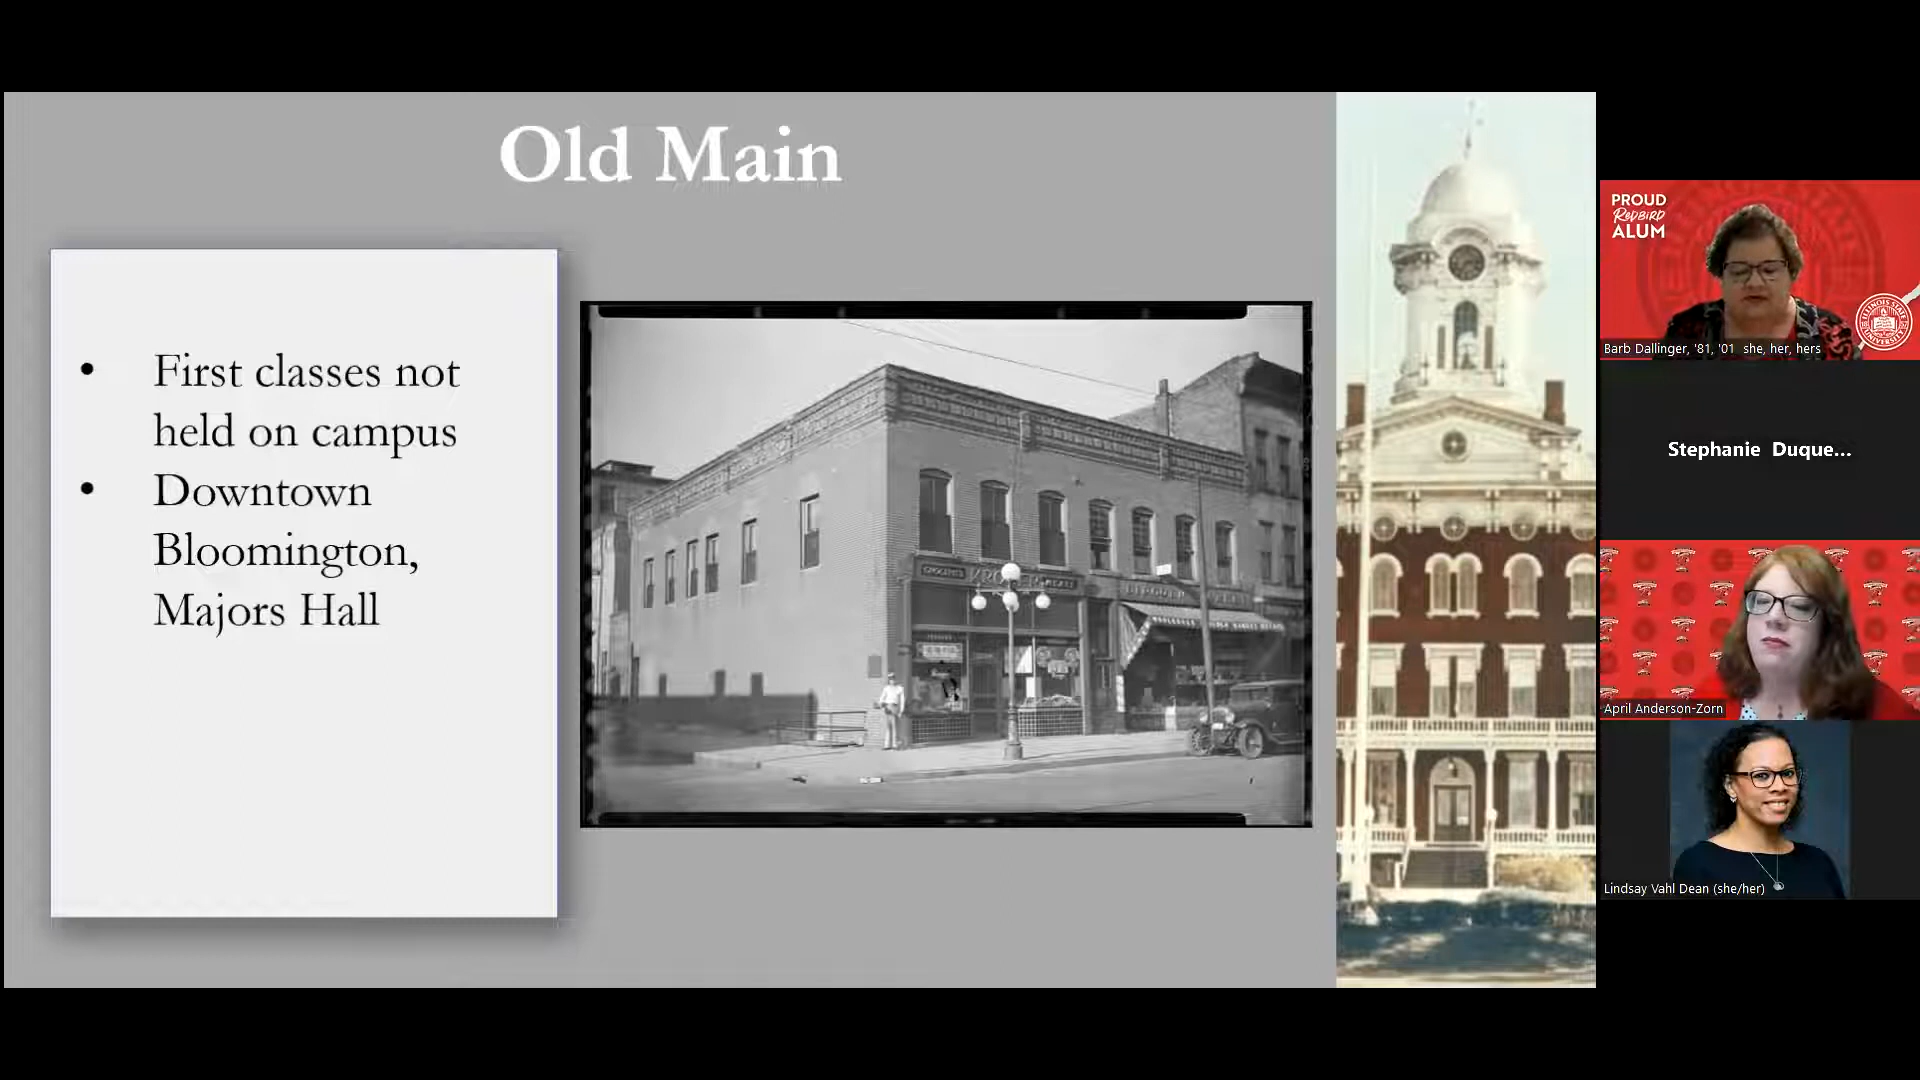 Old Main
• First classes not
held on campus
• Downtown
Bloomington,
Majors Hall
PROUD
REDBIRD
ALUM
Barb Dallinger, '81, '01 she, her, hers
Stephanie Duque...
April Anderson-Zorn
Lindsay Vahl Dean (she/her)